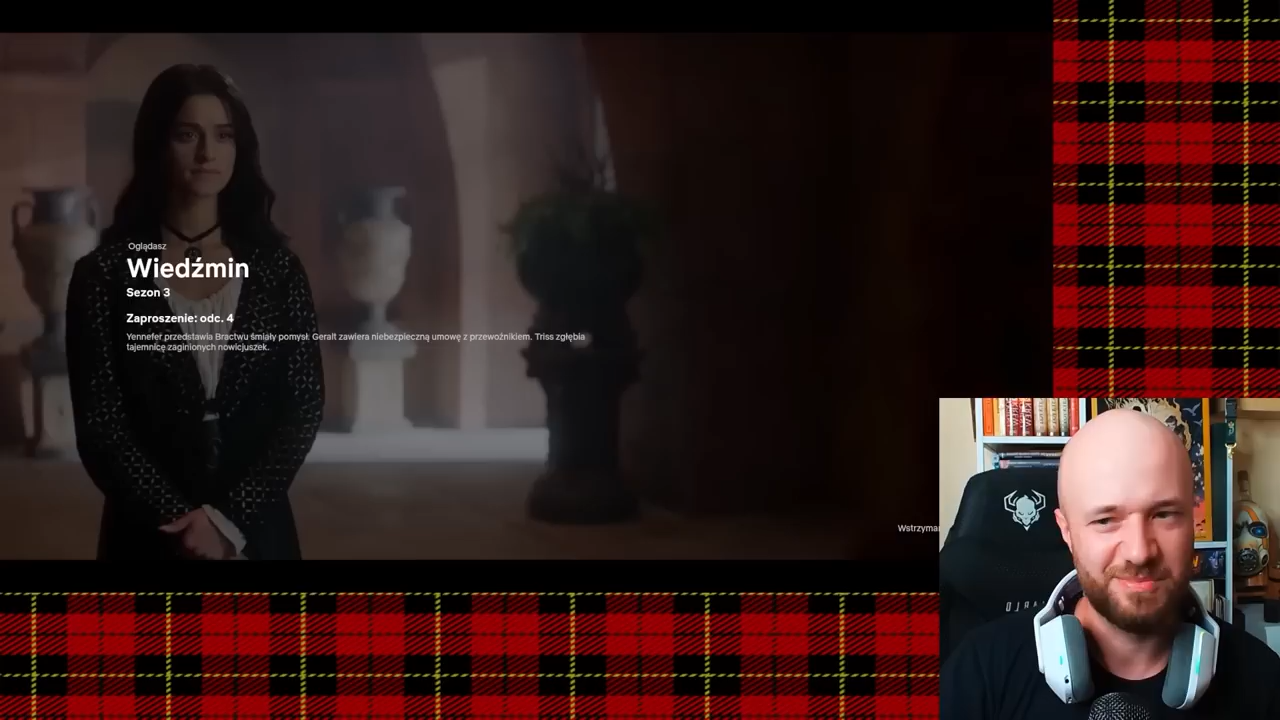 Oglądasz
Wiedźmin
Sezon 3
Zaproszenie: odc. 4
Yennefer przedstawia Bractwu śmiały pomysł. Geralt zawiera niebezpieczną umowę z przewoźnikiem. Triss zgłębia
tajemnicę zaginionych nowicjuszek.